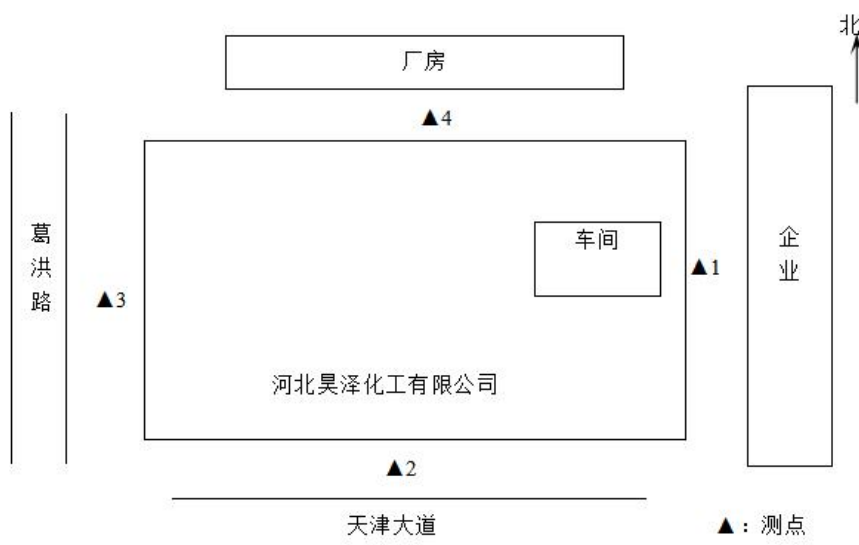 北
厂房
▲4
葛洪路
车间
企业
▲1
▲3
河北昊泽化工有限公司
▲2
天津大道
▲：测点